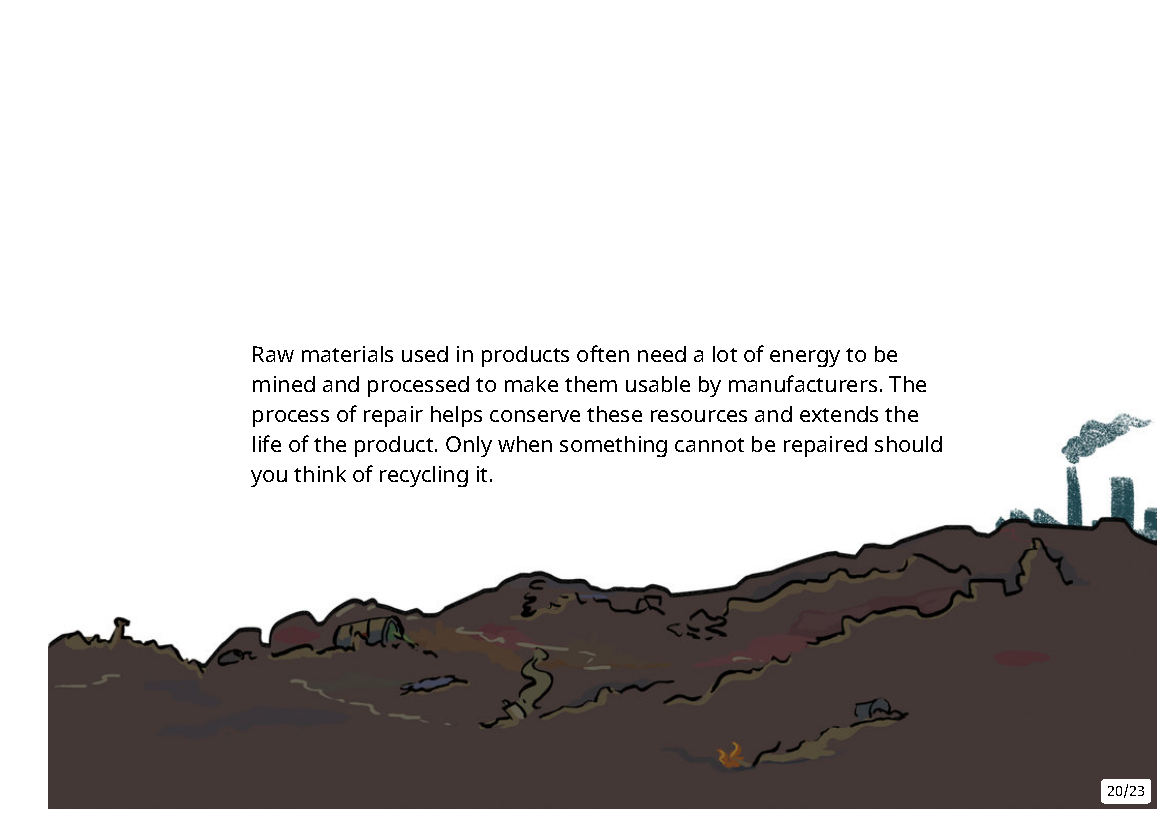 Raw materials used in products often need a lot of energy to be
mined and processed to make them usable by manufacturers. The
process of repair helps conserve these resources and extends the
life of the product. Only when something cannot be repaired should
you think of recycling it.
20/23